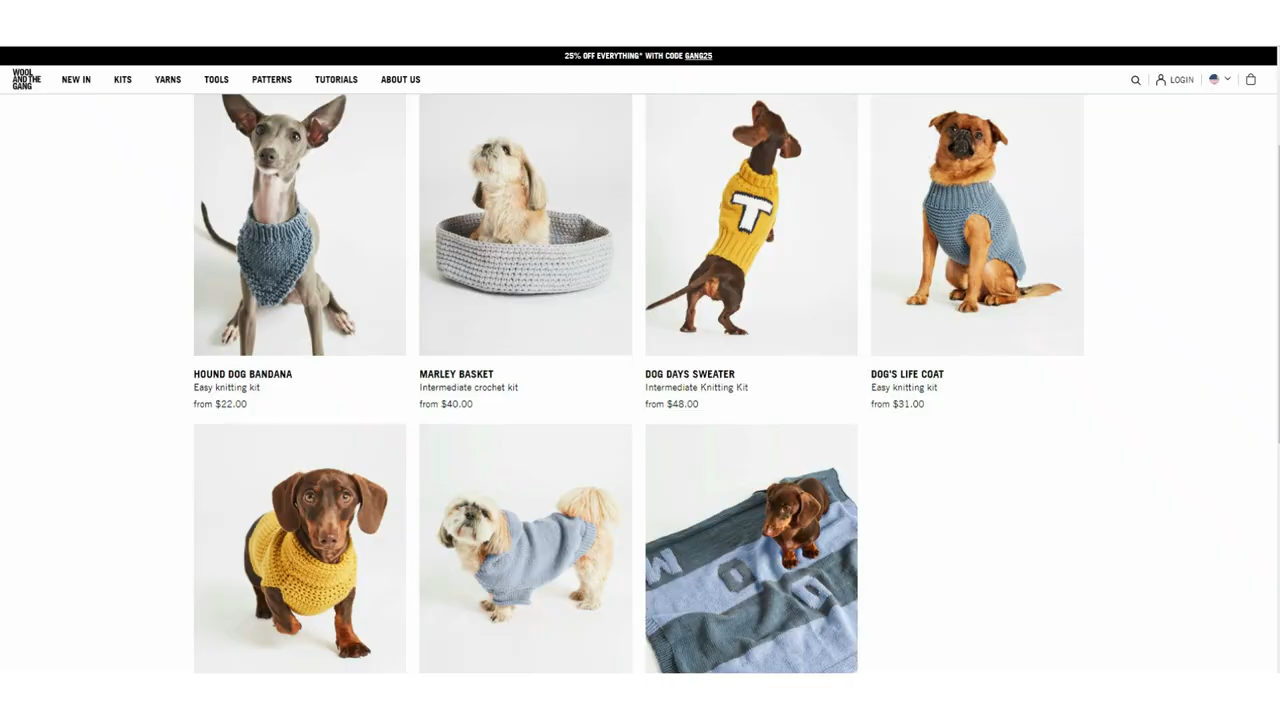 25% OFF EVERYTHING* WITH CODE GANG25
WOOL
AND THE
GANG
NEW IN
KITS
YARNS
TOOLS
PATTERNS
TUTORIALS
ABOUT US
LOGIN
T
HOUND DOG BANDANA
Easy knitting kit
from $22.00
MARLEY BASKET
Intermediate crochet kit
from $40.00
DOG DAYS SWEATER
Intermediate Knitting Kit
from $48.00
DOG'S LIFE COAT
Easy knitting kit
from $31.00